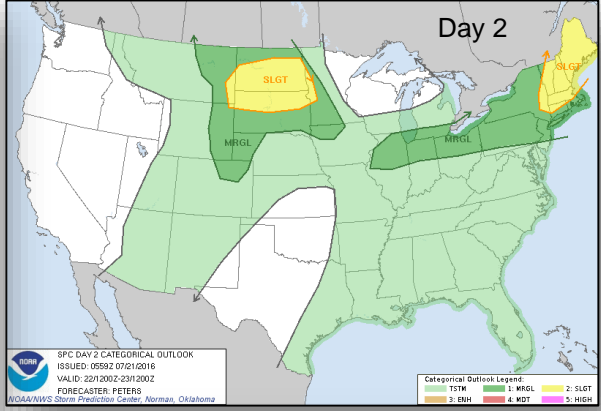 Day 2
SLGT
SLGT
MRGL
MRGL
NOAA
SPC DAY 2 CATEGORICAL OUTLOOK
ISSUED: 0559Z 07/21/2016
VALID: 22/1200Z-23/1200Z
FORECASTER: PETERS
NOAA/NWS Storm Prediction Center, Norman, Oklahoma
Categorical Outlook Legend:
TSTM 1: MRGL 2: SLGT
3: ENH 4: MDT 5: HIGH